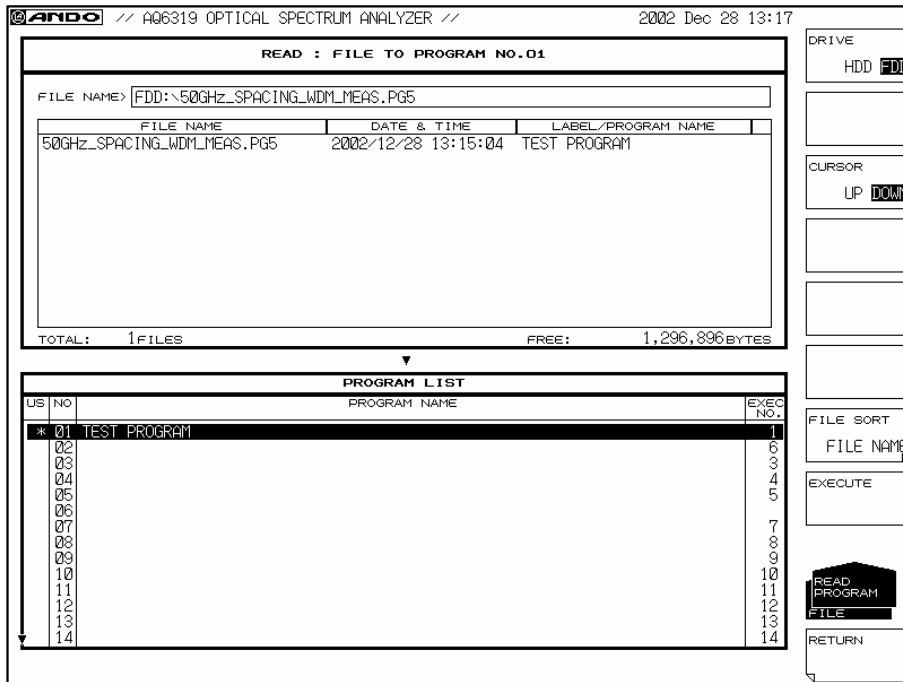 ANDO // AQ6319 OPTICAL SPECTRUM ANALYZER // 2002 Dec 28 13:17
READ : FILE TO PROGRAM NO.01
FILE NAME> FDD:\50GHz_SPACING_WDM_MEAS.PG5
FILE NAME DATE & TIME LABEL/PROGRAM NAME
50GHz_SPACING_WDM_MEAS.PG5 2002/12/28 13:15:04 TEST PROGRAM
TOTAL: 1FILES FREE: 1,296,896BYTES
▼
PROGRAM LIST
US NO PROGRAM NAME EXEC NO.
* 01 TEST PROGRAM 1
02 6
03 3
04 4
05 5
06
07 7
08 8
09 9
10 10
11 11
12 12
13 13
14 14
DRIVE
HDD FDD
CURSOR
UP DOWN
FILE SORT
FILE NAME
EXECUTE
READ
PROGRAM
FILE
RETURN